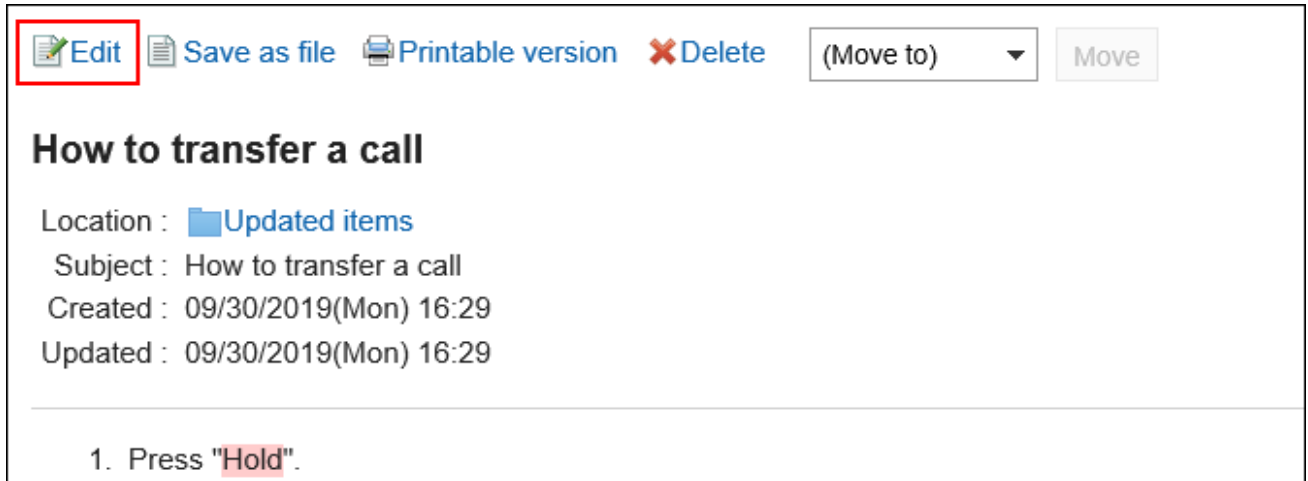 Edit Save as file Printable version Delete (Move to) Move
How to transfer a call
Location : Updated items
Subject : How to transfer a call
Created : 09/30/2019(Mon) 16:29
Updated : 09/30/2019(Mon) 16:29
1. Press "Hold".